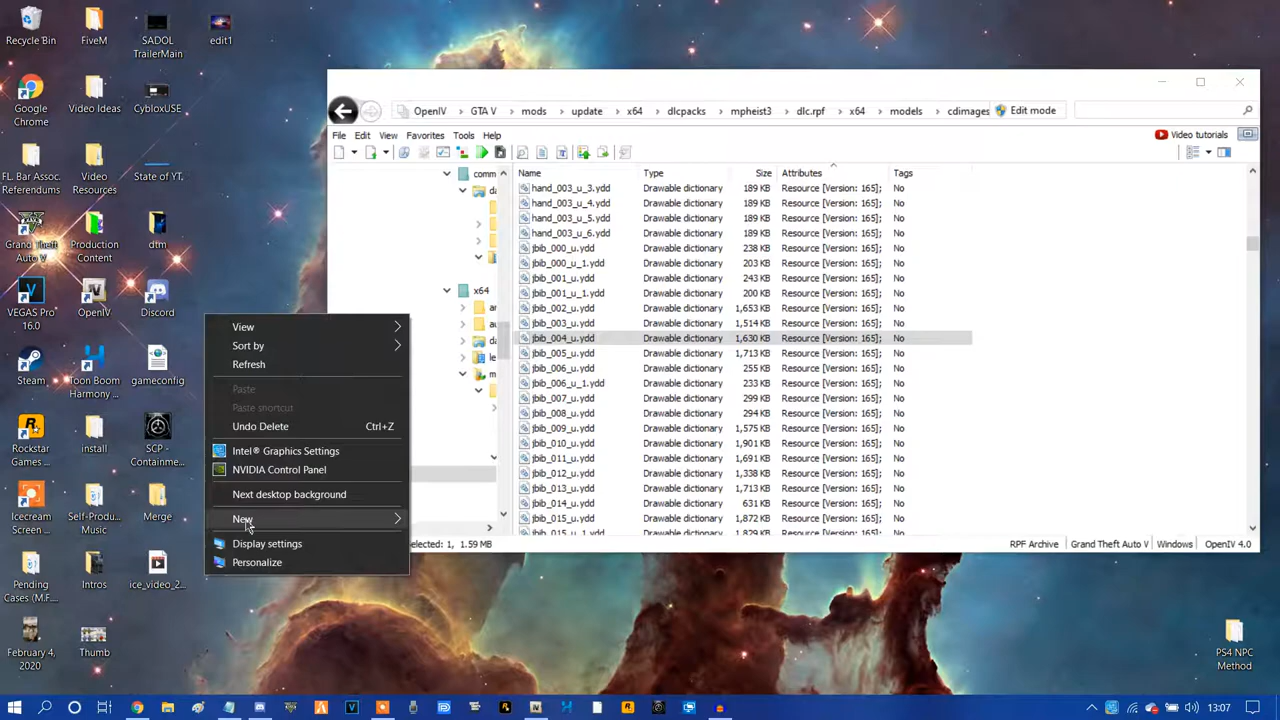 Recycle Bin
FiveM
SADOL
TrailerMain
edit1
Google
Chrome
Video Ideas
CybloxUSE
FL. Bar Assoc.
Referendums
Video
Resources
State of YT,
Grand Theft
Auto V
Production
Content
dtm
VEGAS Pro
16.0
OpenIV
Discord
Steam
Toon Boom
Harmony ...
gameconfig
Rockstar
Games ...
install
SCP -
Containme...
Icecream
Screen ...
Self-Produ...
Music
Merge
Pending
Cases (M.F....
Intros
ice_video_2...
February 4,
2020
Thumb
PS4 NPC
Method
OpenIV
GTA V
mods
update
x64
dlcpacks
mpheist3
dlc.rpf
x64
models
cdimages
Edit mode
File Edit View Favorites Tools Help
Video tutorials
Name Type Size Attributes Tags
hand_003_u_3.ydd Drawable dictionary 189 KB Resource [Version: 165]; No
hand_003_u_4.ydd Drawable dictionary 189 KB Resource [Version: 165]; No
hand_003_u_5.ydd Drawable dictionary 189 KB Resource [Version: 165]; No
hand_003_u_6.ydd Drawable dictionary 189 KB Resource [Version: 165]; No
jbib_000_u.ydd Drawable dictionary 238 KB Resource [Version: 165]; No
jbib_000_u_1.ydd Drawable dictionary 203 KB Resource [Version: 165]; No
jbib_001_u.ydd Drawable dictionary 243 KB Resource [Version: 165]; No
jbib_001_u_1.ydd Drawable dictionary 200 KB Resource [Version: 165]; No
jbib_002_u.ydd Drawable dictionary 1,653 KB Resource [Version: 165]; No
jbib_003_u.ydd Drawable dictionary 1,514 KB Resource [Version: 165]; No
jbib_004_u.ydd Drawable dictionary 1,630 KB Resource [Version: 165]; No
jbib_005_u.ydd Drawable dictionary 1,713 KB Resource [Version: 165]; No
jbib_006_u.ydd Drawable dictionary 255 KB Resource [Version: 165]; No
jbib_006_u_1.ydd Drawable dictionary 233 KB Resource [Version: 165]; No
jbib_007_u.ydd Drawable dictionary 299 KB Resource [Version: 165]; No
jbib_008_u.ydd Drawable dictionary 294 KB Resource [Version: 165]; No
jbib_009_u.ydd Drawable dictionary 1,575 KB Resource [Version: 165]; No
jbib_010_u.ydd Drawable dictionary 1,901 KB Resource [Version: 165]; No
jbib_011_u.ydd Drawable dictionary 1,691 KB Resource [Version: 165]; No
jbib_012_u.ydd Drawable dictionary 1,338 KB Resource [Version: 165]; No
jbib_013_u.ydd Drawable dictionary 1,713 KB Resource [Version: 165]; No
jbib_014_u.ydd Drawable dictionary 631 KB Resource [Version: 165]; No
jbib_015_u.ydd Drawable dictionary 1,872 KB Resource [Version: 165]; No
jbib_015_u_1.ydd Drawable dictionary 1,829 KB Resource [Version: 165]; No
comm
da
x64
an
au
da
le
m
elected: 1, 1.59 MB
RPF Archive
Grand Theft Auto V
Windows
OpenIV 4.0
View
Sort by
Refresh
Paste
Paste shortcut
Undo Delete Ctrl+Z
Intel® Graphics Settings
NVIDIA Control Panel
Next desktop background
New
Display settings
Personalize
13:07